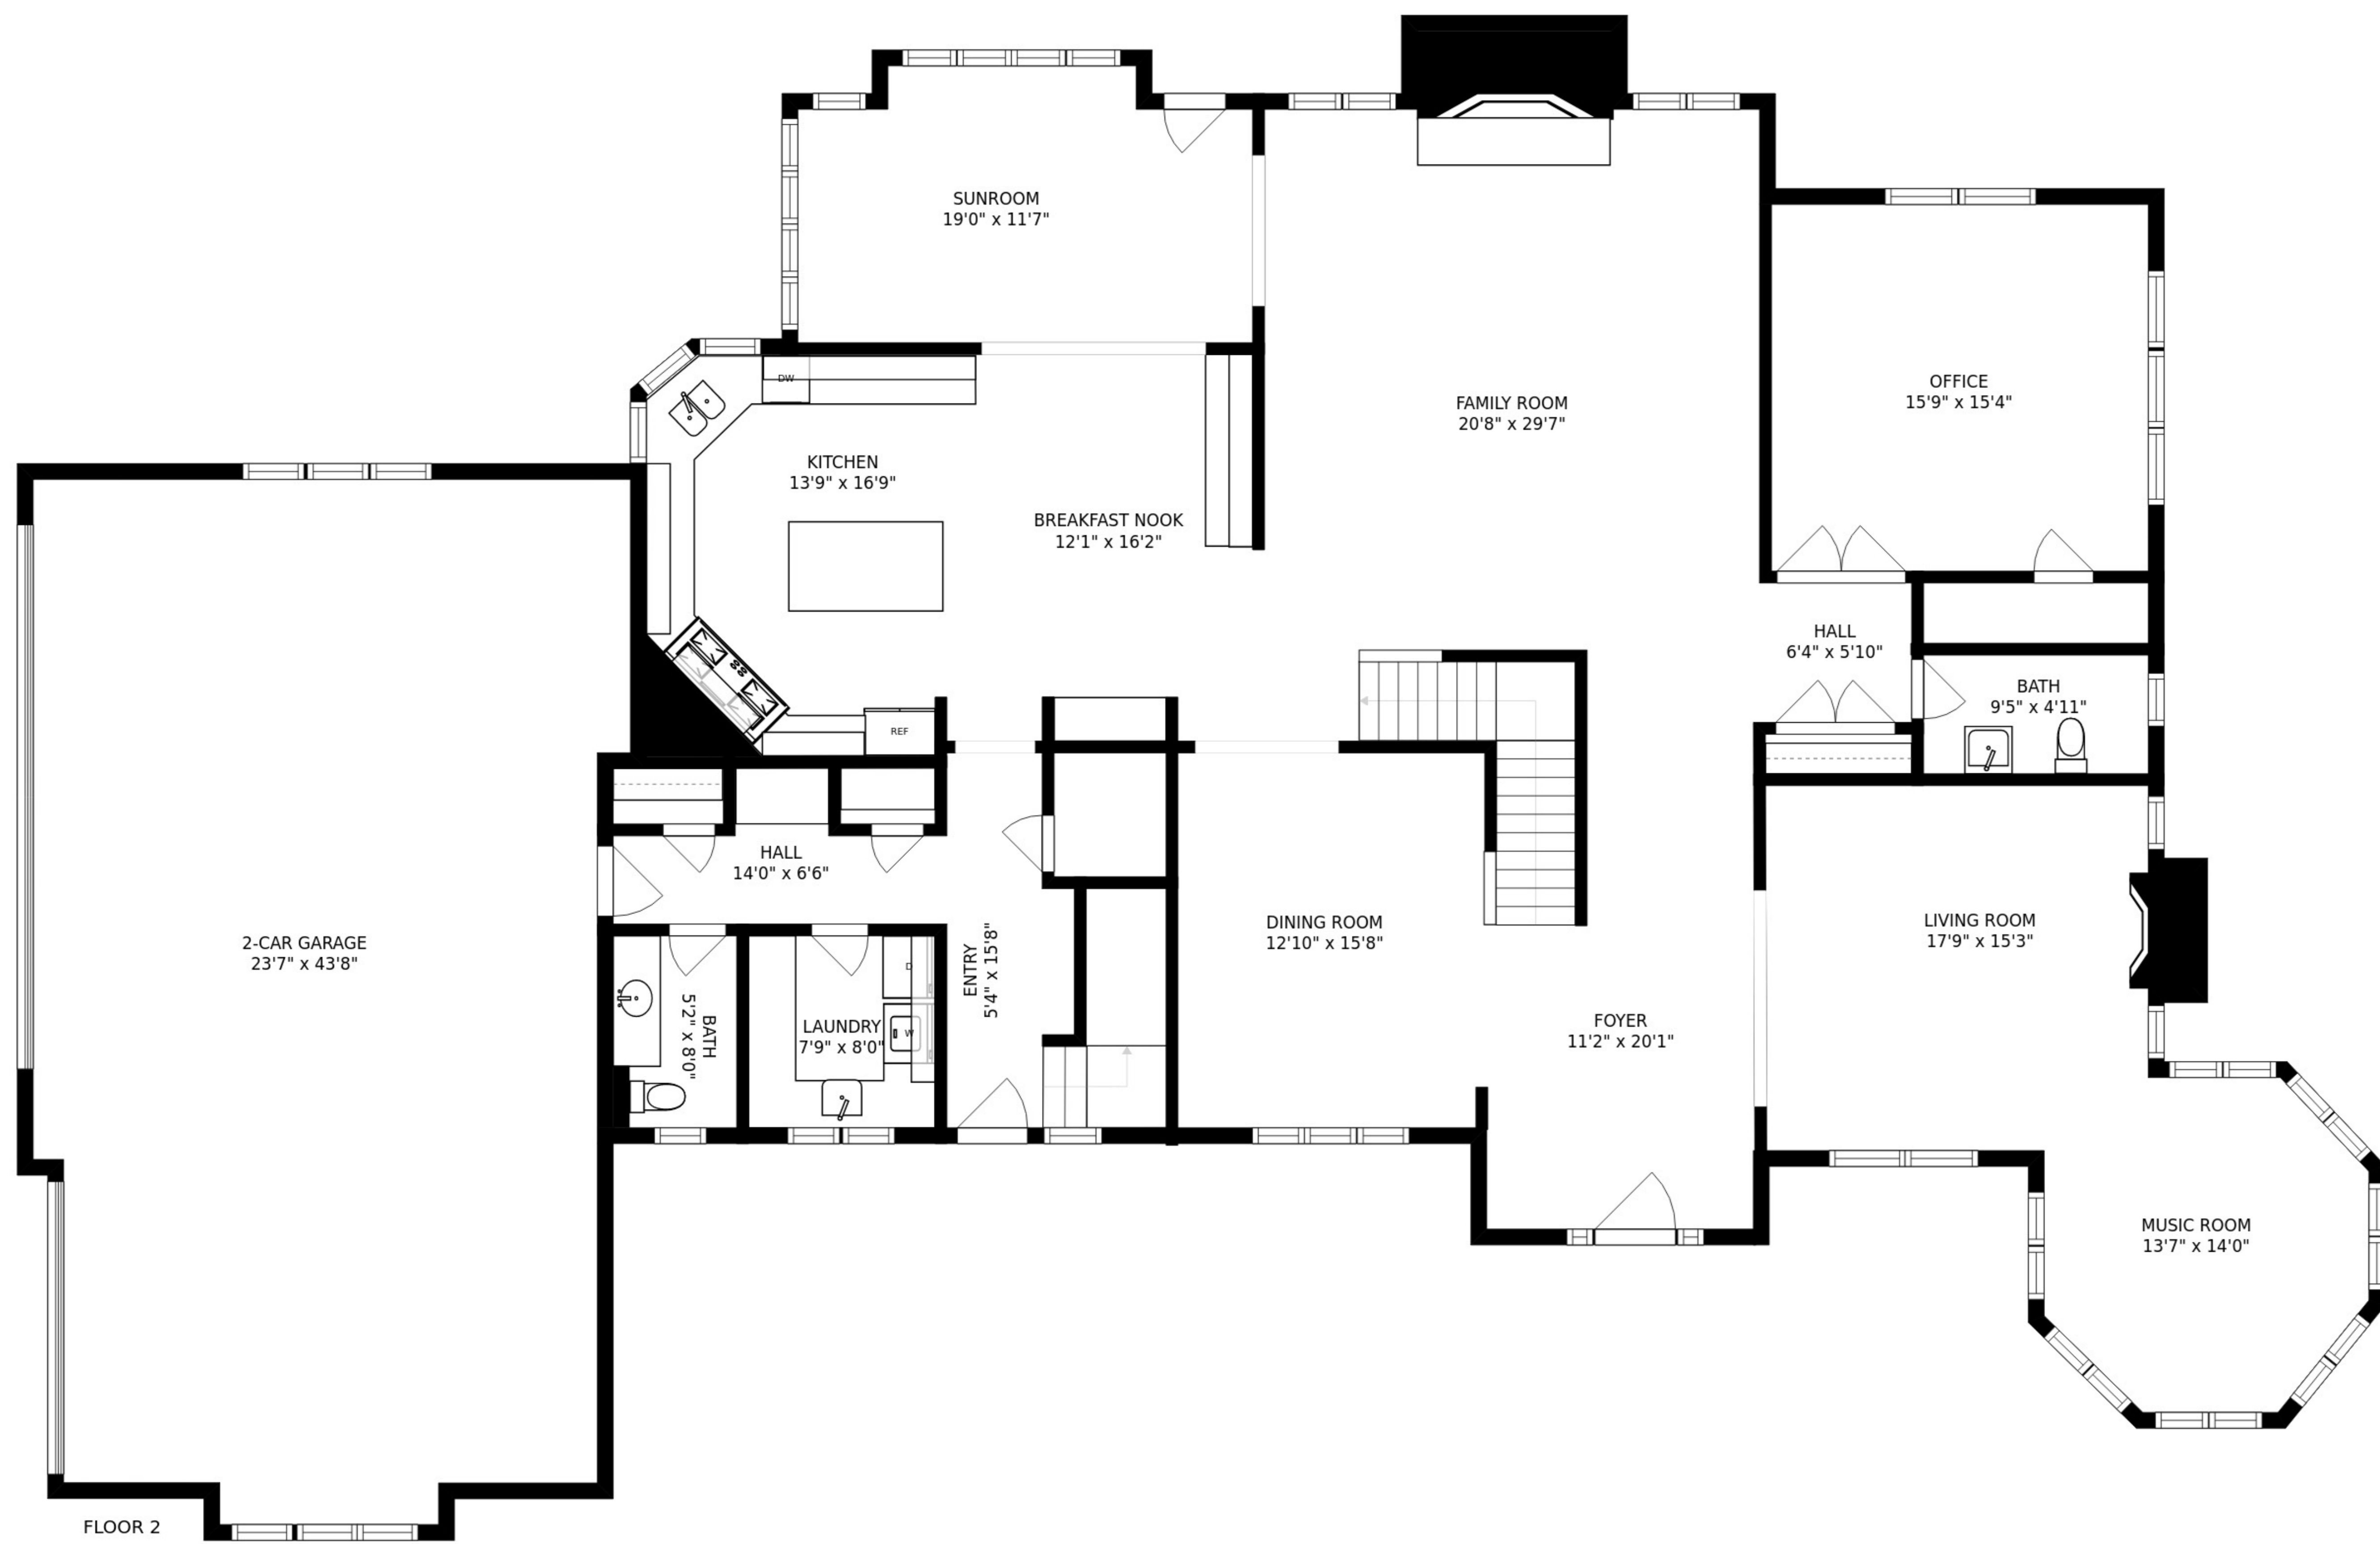 SUNROOM
19'0" x 11'7"
FAMILY ROOM
20'8" x 29'7"
OFFICE
15'9" x 15'4"
DW
KITCHEN
13'9" x 16'9"
BREAKFAST NOOK
12'1" x 16'2"
HALL
6'4" x 5'10"
BATH
9'5" x 4'11"
REF
HALL
14'0" x 6'6"
2-CAR GARAGE
23'7" x 43'8"
DINING ROOM
12'10" x 15'8"
LIVING ROOM
17'9" x 15'3"
ENTRY
5'4" x 15'8"
D
W
BATH
5'2" x 8'0"
LAUNDRY
7'9" x 8'0"
FOYER
11'2" x 20'1"
MUSIC ROOM
13'7" x 14'0"
FLOOR 2